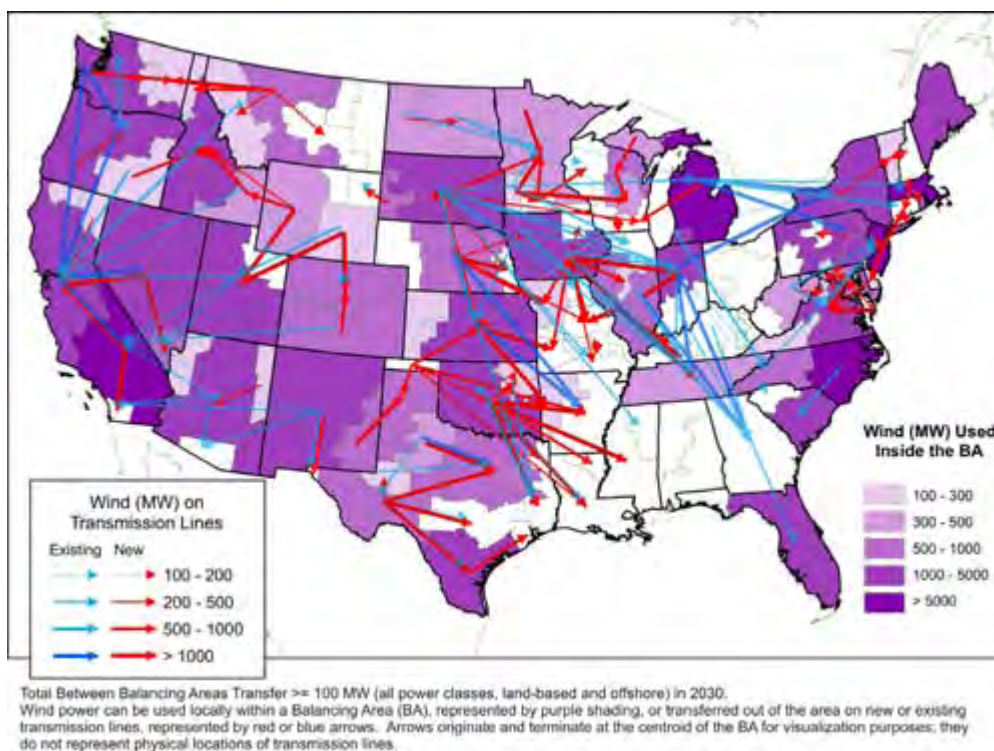 Wind (MW) Used
Inside the BA
100 - 300
300 - 500
500 - 1000
1000 - 5000
> 5000
Wind (MW) on
Transmission Lines
Existing New
100 - 200
200 - 500
500 - 1000
> 1000
Total Between Balancing Areas Transfer >= 100 MW (all power classes, land-based and offshore) in 2030.
Wind power can be used locally within a Balancing Area (BA), represented by purple shading, or transferred out of the area on new or existing
transmission lines, represented by red or blue arrows. Arrows originate and terminate at the centroid of the BA for visualization purposes; they
do not represent physical locations of transmission lines.